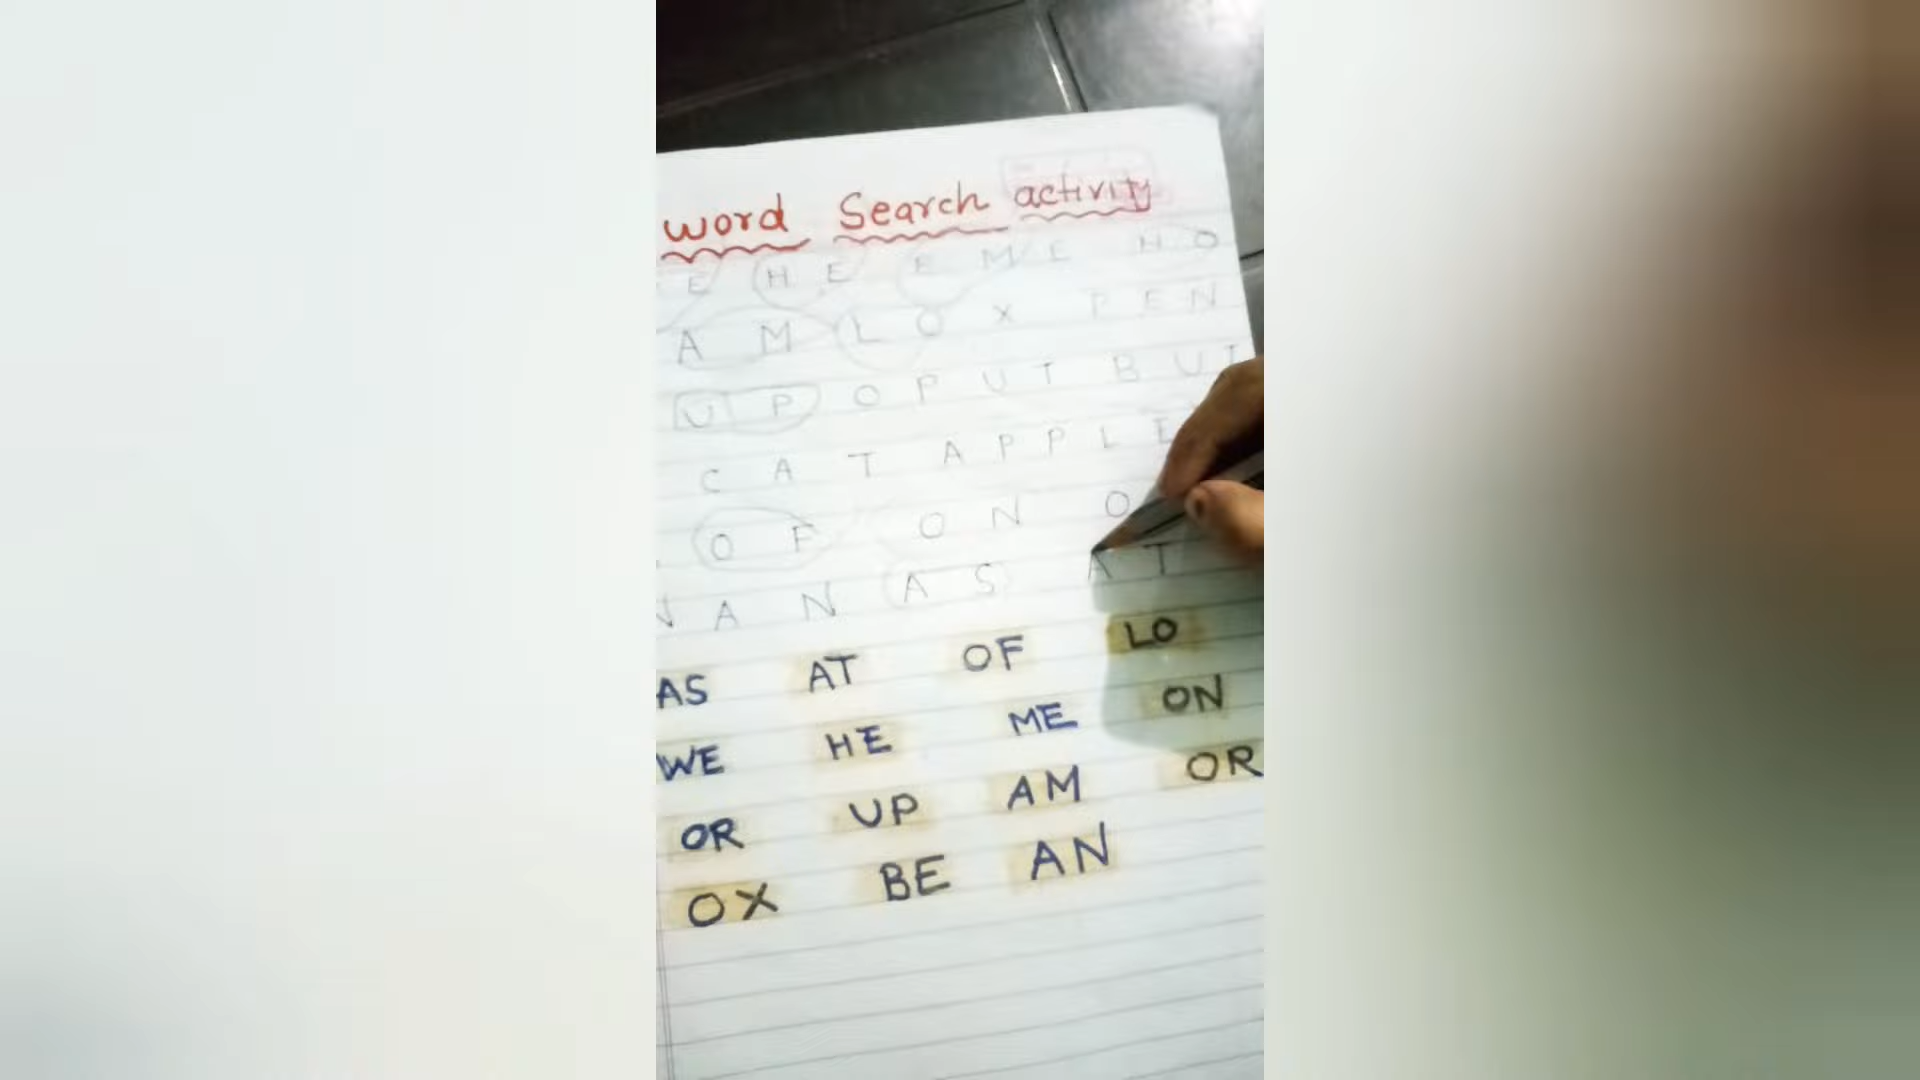 word Search activity
E H E E M E H O
A M L O X P E N
U P O P U T B U T
C A T A P P L E
O F O N O
N A N A S A T
AS AT OF LO
WE HE ME ON
OR UP AM OR
OX BE AN